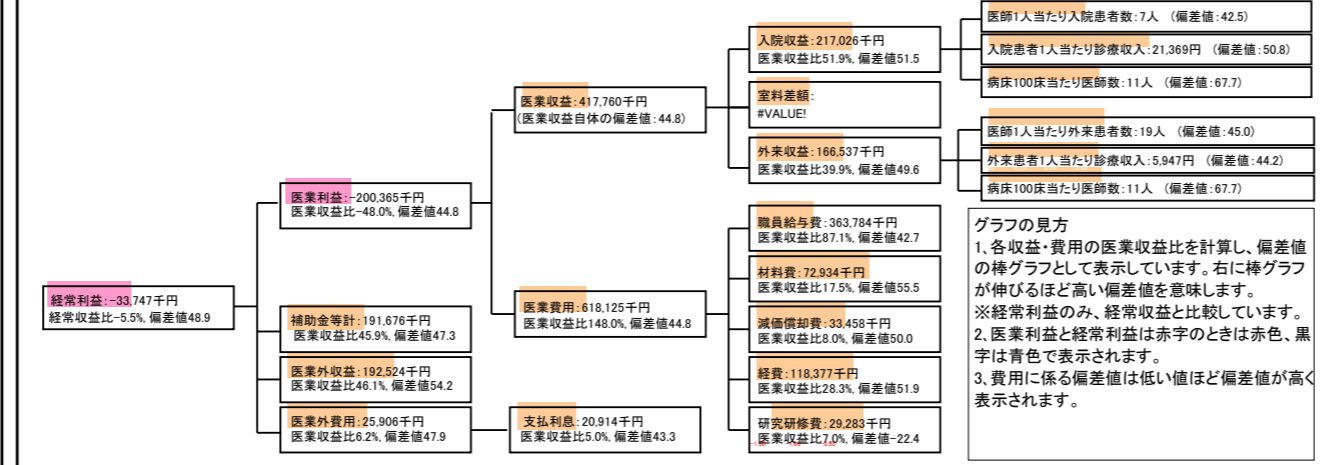 経常利益:-33,747千円
経常収益比-5.5%, 偏差値48.9
医業利益:-200,365千円
医業収益比-48.0%, 偏差値44.8
補助金等計:191,676千円
医業収益比45.9%, 偏差値47.3
医業外収益:192,524千円
医業収益比46.1%, 偏差値54.2
医業外費用:25,906千円
医業収益比6.2%, 偏差値47.9
医業収益:417,760千円
(医業収益自体の偏差値:44.8)
医業費用:618,125千円
医業収益比148.0%, 偏差値44.8
支払利息:20,914千円
医業収益比5.0%, 偏差値43.3
入院収益:217,026千円
医業収益比51.9%, 偏差値51.5
室料差額:
#VALUE!
外来収益:166,537千円
医業収益比39.9%, 偏差値49.6
職員給与費:363,784千円
医業収益比87.1%, 偏差値42.7
材料費:72,934千円
医業収益比17.5%, 偏差値55.5
減価償却費:33,458千円
医業収益比8.0%, 偏差値50.0
経費:118,377千円
医業収益比28.3%, 偏差値51.9
研究研修費:29,283千円
医業収益比7.0%, 偏差値-22.4
医師1人当たり入院患者数:7人 (偏差値:42.5)
入院患者1人当たり診療収入:21,369円 (偏差値:50.8)
病床100床当たり医師数:11人 (偏差値:67.7)
医師1人当たり外来患者数:19人 (偏差値:45.0)
外来患者1人当たり診療収入:5,947円 (偏差値:44.2)
病床100床当たり医師数:11人 (偏差値:67.7)
グラフの見方
1、各収益・費用の医業収益比を計算し、偏差値
の棒グラフとして表示しています。右に棒グラフ
が伸びるほど高い偏差値を意味します。
※経常利益のみ、経常収益と比較しています。
2、医業利益と経常利益は赤字のときは赤色、黒
字は青色で表示されます。
3、費用に係る偏差値は低い値ほど偏差値が高く
表示されます。